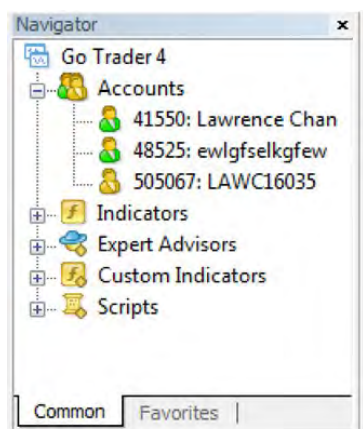 Navigator
Go Trader 4
Accounts
41550: Lawrence Chan
48525: ewlgfselkgfew
505067: LAWC16035
Indicators
Expert Advisors
Custom Indicators
Scripts
Common Favorites